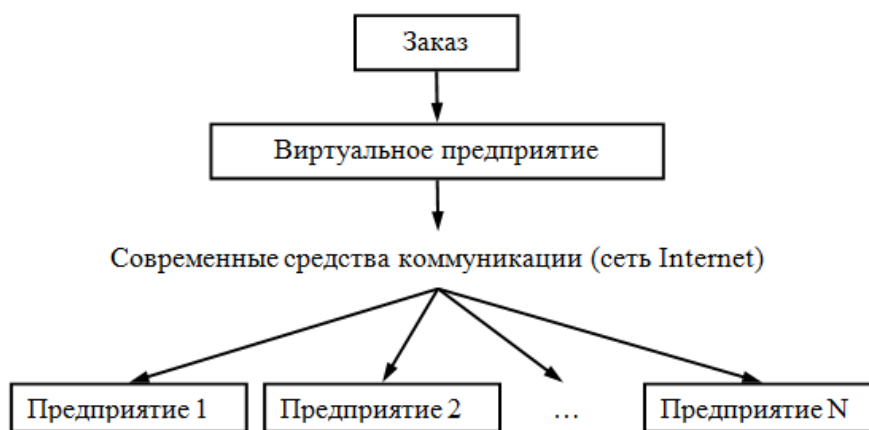 Заказ
Виртуальное предприятие
Современные средства коммуникации (сеть Internet)
Предприятие 1
Предприятие 2
...
Предприятие N